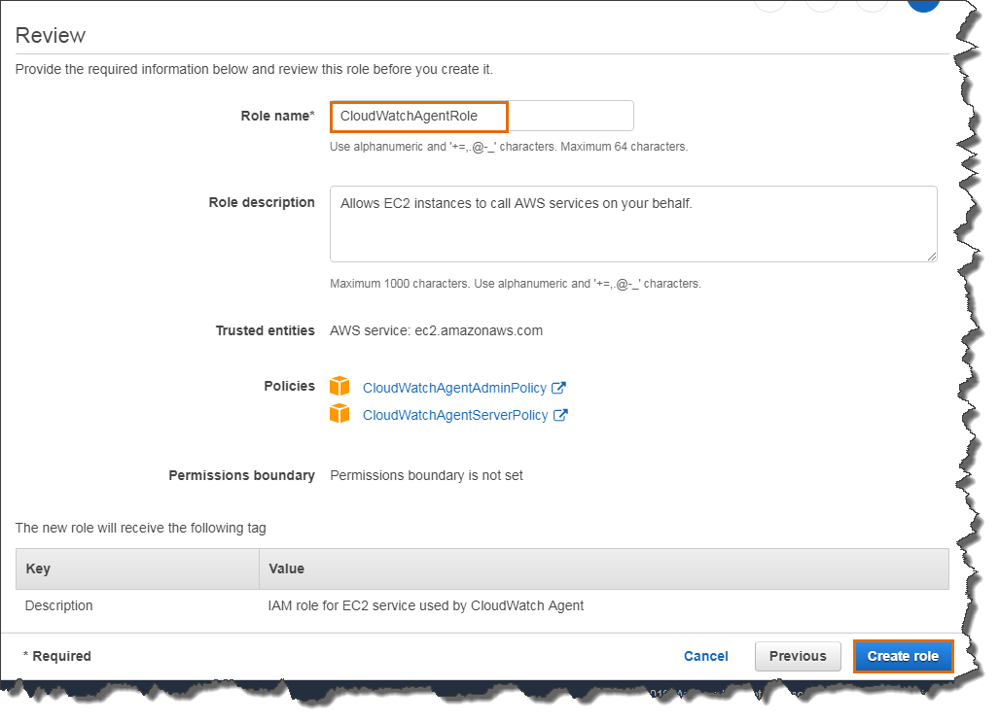 Review
Provide the required information below and review this role before you create it.
Role name* CloudWatchAgentRole
Use alphanumeric and '+=,.@-_' characters. Maximum 64 characters.
Role description Allows EC2 instances to call AWS services on your behalf.
Maximum 1000 characters. Use alphanumeric and '+=,.@-_' characters.
Trusted entities AWS service: ec2.amazonaws.com
Policies CloudWatchAgentAdminPolicy
CloudWatchAgentServerPolicy
Permissions boundary Permissions boundary is not set
The new role will receive the following tag
Key Value
Description IAM role for EC2 service used by CloudWatch Agent
* Required Cancel Previous Create role